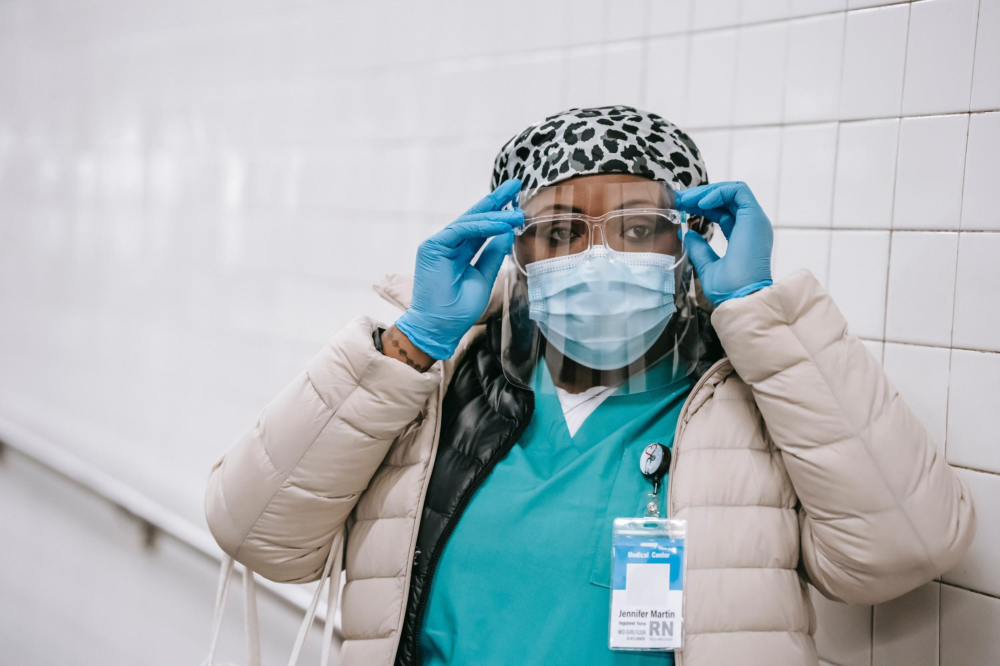 Medical Center
Jennifer Martin
Registered Nurse
RN
MED-SURG FLOOR